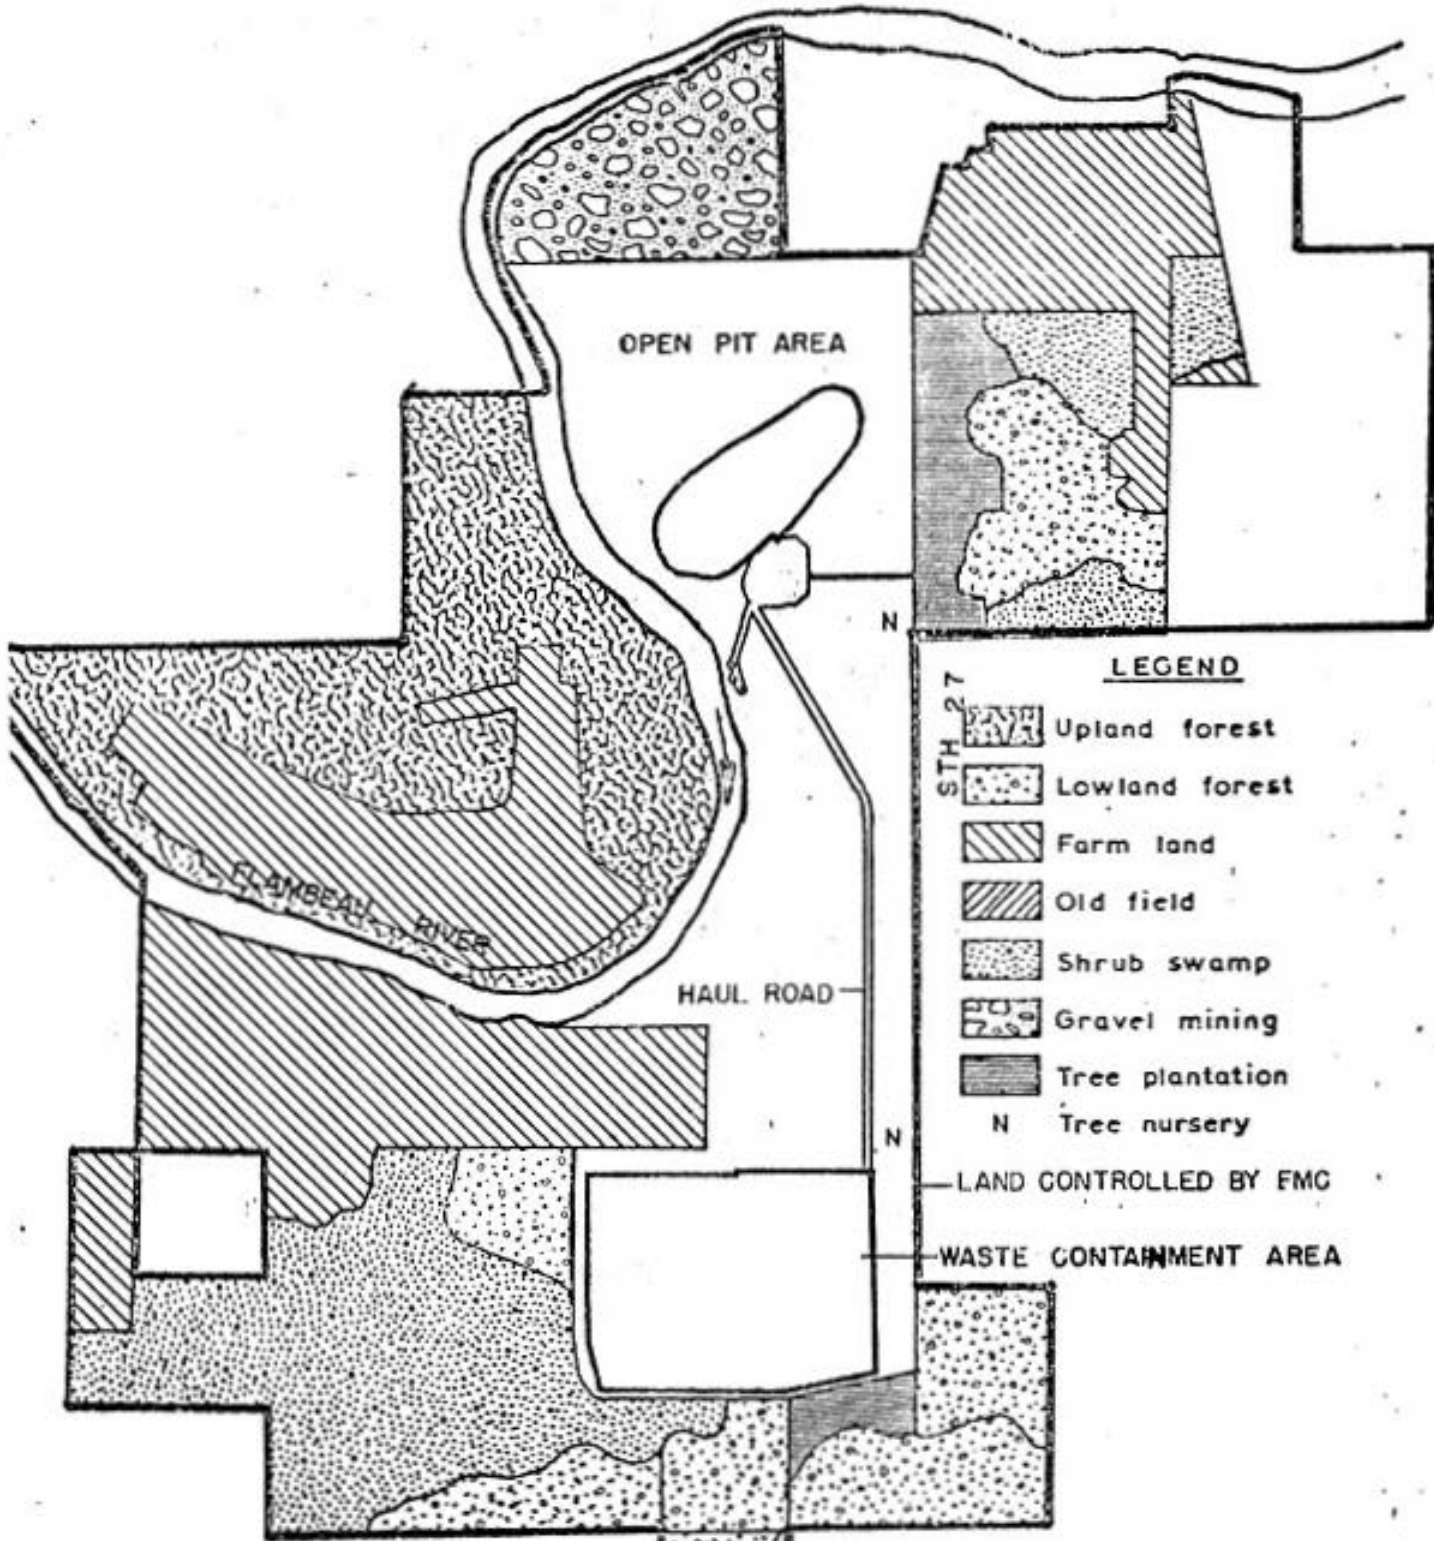 OPEN PIT AREA
N
STH 27
LEGEND
Upland forest
Lowland forest
Farm land
Old field
Shrub swamp
Gravel mining
Tree plantation
N Tree nursery
FLAMBEAU RIVER
HAUL ROAD
N
LAND CONTROLLED BY FMC
WASTE CONTAINMENT AREA